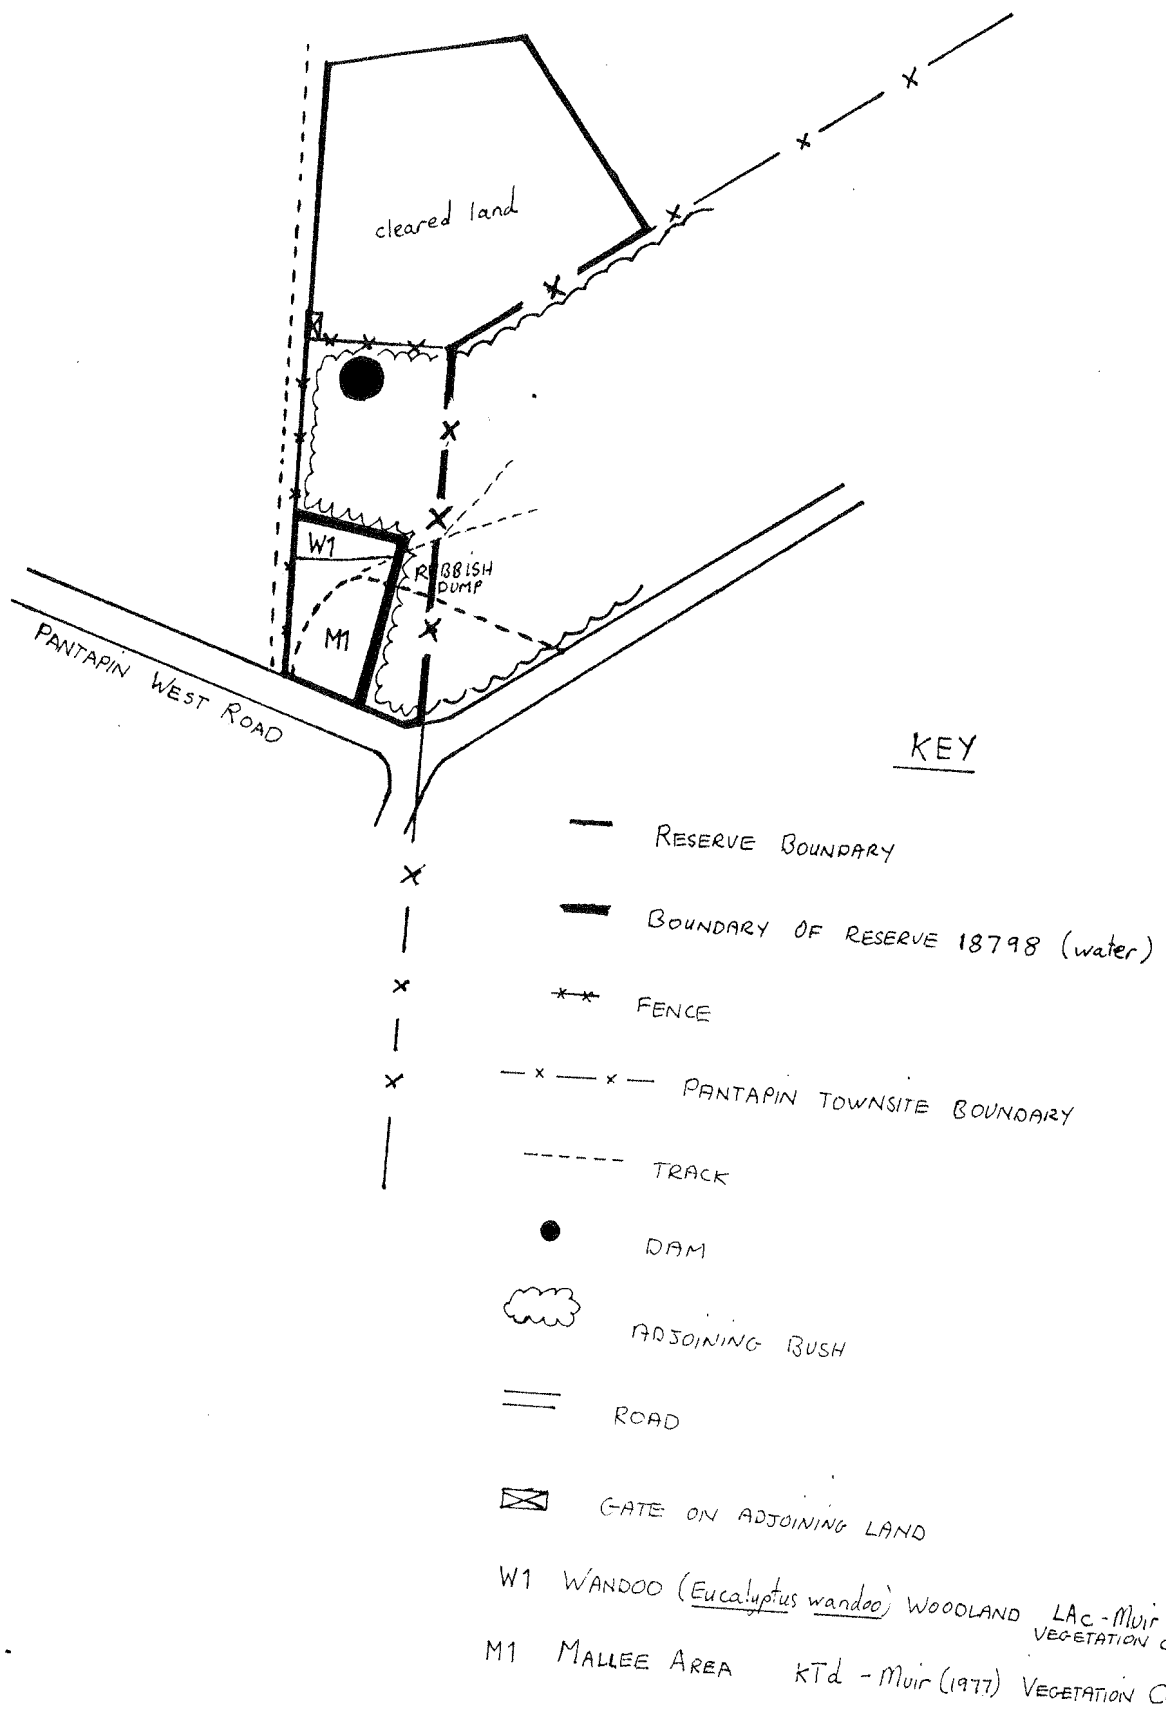 cleared land
W1
RUBBISH
DUMP
M1
PANTAPIN WEST ROAD
KEY
RESERVE BOUNDARY
BOUNDARY OF RESERVE 18798 (water)
FENCE
PANTAPIN TOWNSITE BOUNDARY
TRACK
DAM
ADJOINING BUSH
ROAD
GATE ON ADJOINING LAND
W1 WANDOO (Eucalyptus wandoo) WOODLAND LAc - Muir
VEGETATION
M1 MALLEE AREA KTd - Muir (1977) VEGETATION